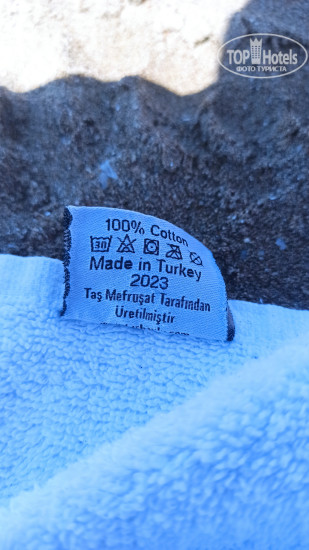 TOP Hotels
ФОТО ТУРИСТА
100% Cotton
Made in Turkey
2023
Taş Mefruşat Tarafından
Üretilmiştir